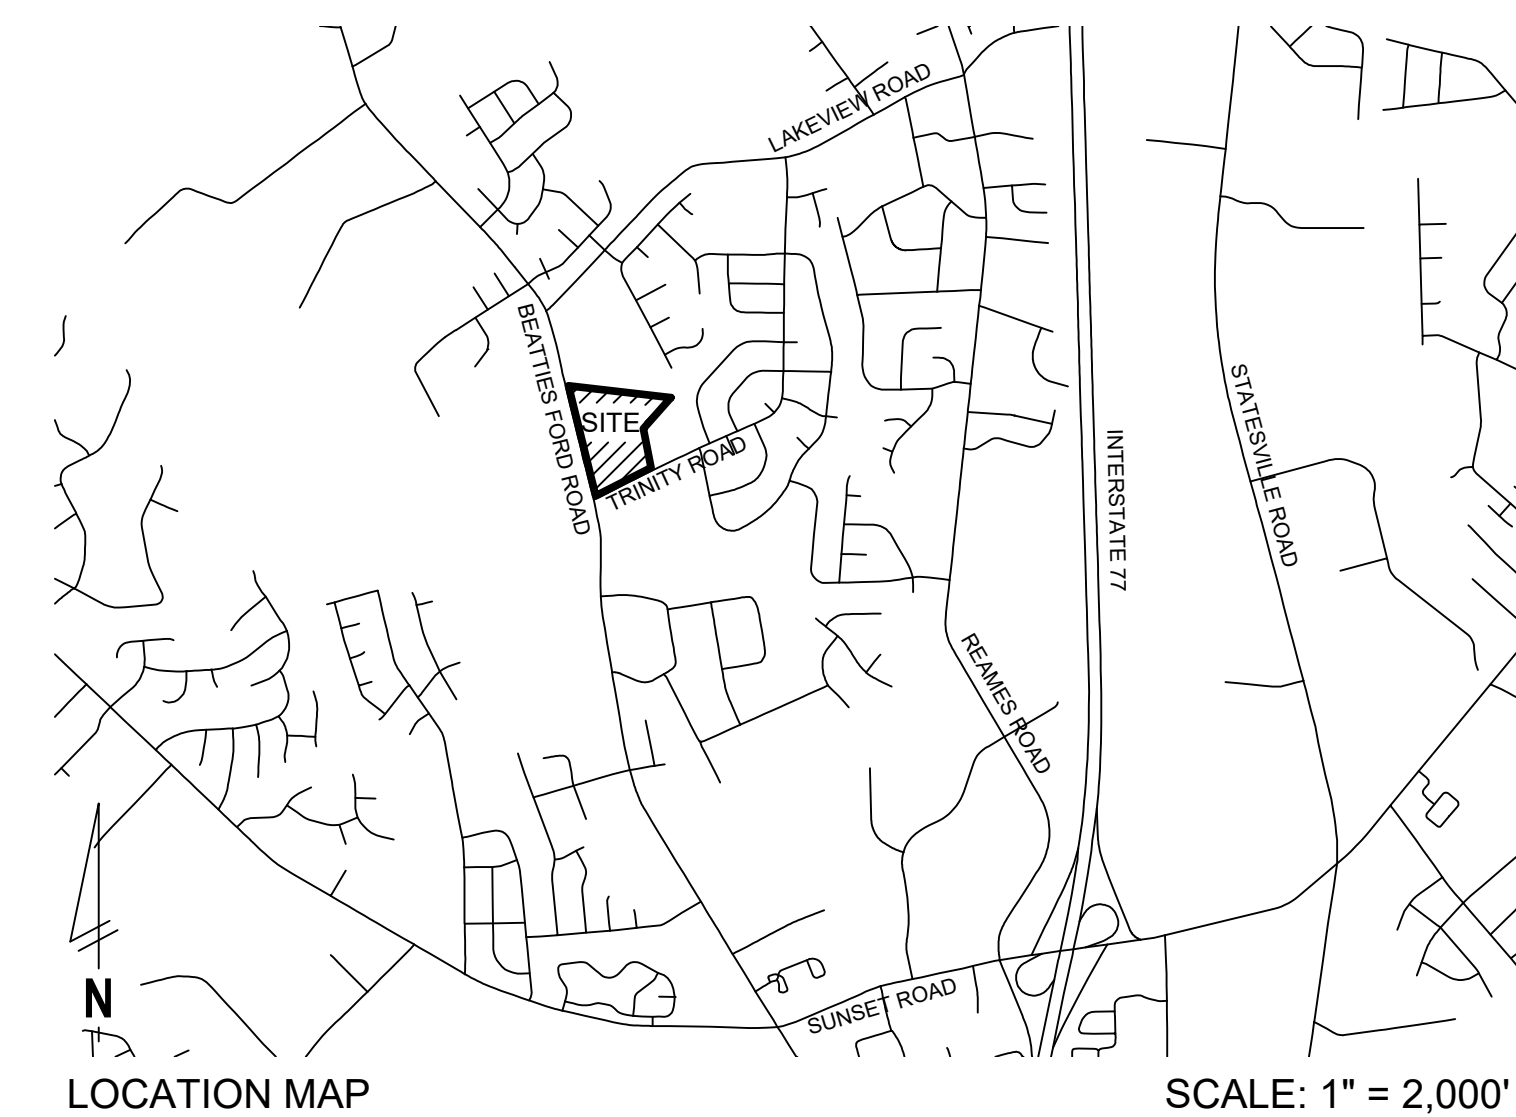 LAKEVIEW ROAD
BEATTIES FORD ROAD
SITE
TRINITY ROAD
INTERSTATE 77
STATESVILLE ROAD
REAMES ROAD
SUNSET ROAD
N
LOCATION MAP
SCALE: 1" = 2,000'